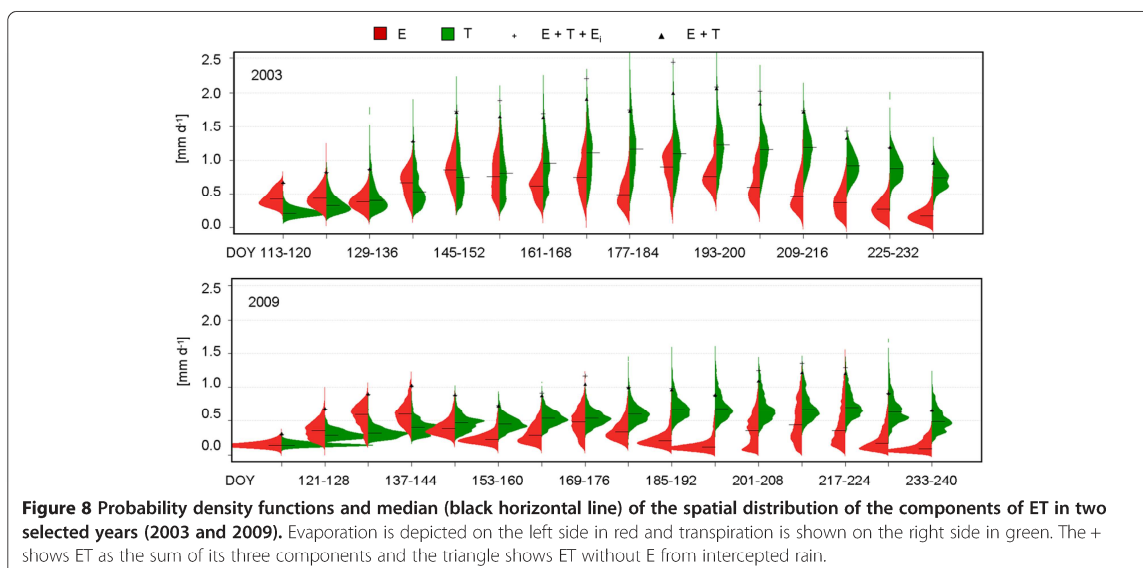 E T + E + T + Ei ▲ E + T
2003
[mm d-1]
2.5
2.0
1.5
1.0
0.5
0.0
DOY 113-120 129-136 145-152 161-168 177-184 193-200 209-216 225-232
2009
[mm d-1]
2.5
2.0
1.5
1.0
0.5
0.0
DOY 121-128 137-144 153-160 169-176 185-192 201-208 217-224 233-240
Figure 8 Probability density functions and median (black horizontal line) of the spatial distribution of the components of ET in two
selected years (2003 and 2009). Evaporation is depicted on the left side in red and transpiration is shown on the right side in green. The +
shows ET as the sum of its three components and the triangle shows ET without E from intercepted rain.